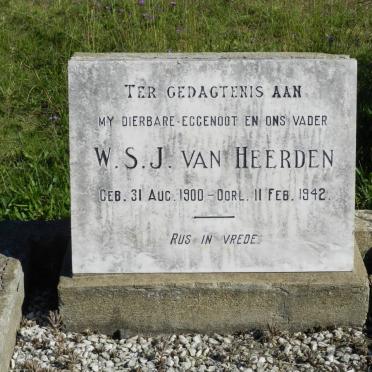 TER GEDAGTENIS AAN
MY DIERBARE EGGENOOT EN ONS VADER
W. S. J. VAN HEERDEN
GEB. 31 AUG. 1900 - OORL. 11 FEB. 1942.
RUS IN VREDE.